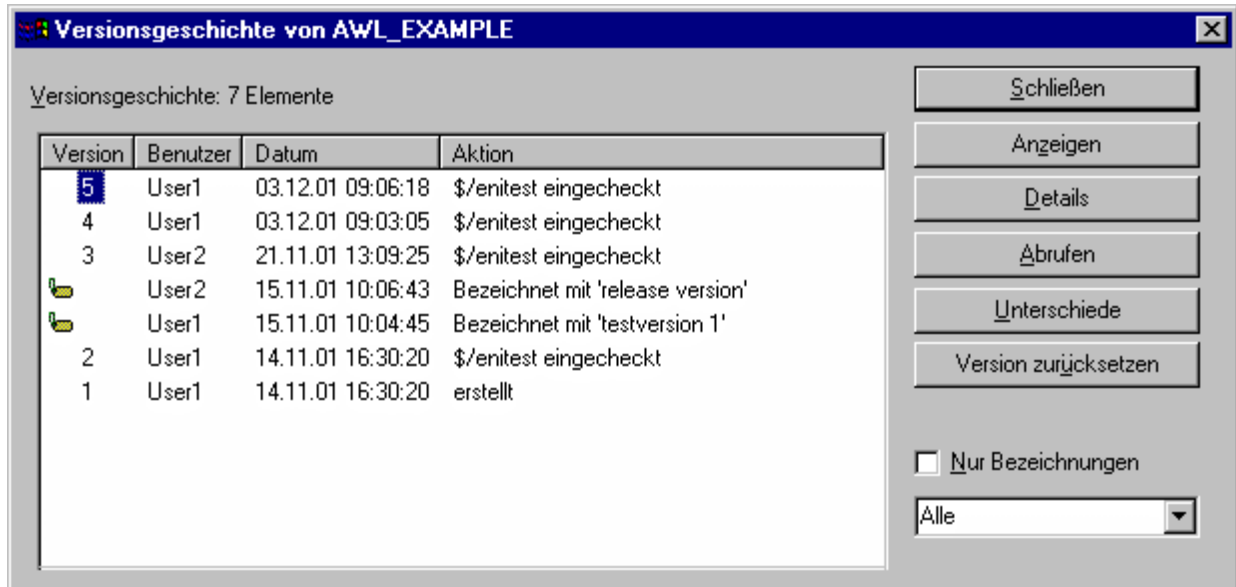 Versionsgeschichte von AWL_EXAMPLE
Versionsgeschichte: 7 Elemente
Version Benutzer Datum Aktion
5 User1 03.12.01 09:06:18 $/enitest eingecheckt
4 User1 03.12.01 09:03:05 $/enitest eingecheckt
3 User2 21.11.01 13:09:25 $/enitest eingecheckt
User2 15.11.01 10:06:43 Bezeichnet mit 'release version'
User1 15.11.01 10:04:45 Bezeichnet mit 'testversion 1'
2 User1 14.11.01 16:30:20 $/enitest eingecheckt
1 User1 14.11.01 16:30:20 erstellt
Schließen
Anzeigen
Details
Abrufen
Unterschiede
Version zurücksetzen
Nur Bezeichnungen
Alle